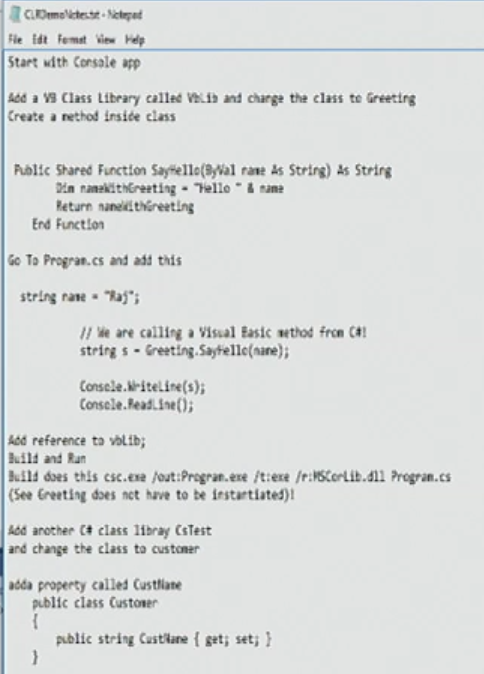 CLRDemoNotes.txt - Notepad
File Edit Format View Help
Start with Console app
Add a VB Class Library called VbLib and change the class to Greeting
Create a method inside class
Public Shared Function SayHello(ByVal name As String) As String
Dim nameWithGreeting = "Hello " & name
Return nameWithGreeting
End Function
Go To Program.cs and add this
string name = "Raj";
// We are calling a Visual Basic method from C#!
string s = Greeting.SayHello(name);
Console.WriteLine(s);
Console.ReadLine();
Add reference to vbLib;
Build and Run
Build does this csc.exe /out:Program.exe /t:exe /r:MSCorLib.dll Program.cs
(See Greeting does not have to be instantiated)!
Add another C# class libray CsTest
and change the class to customer
adda property called CustName
public class Customer
{
public string CustName { get; set; }
}